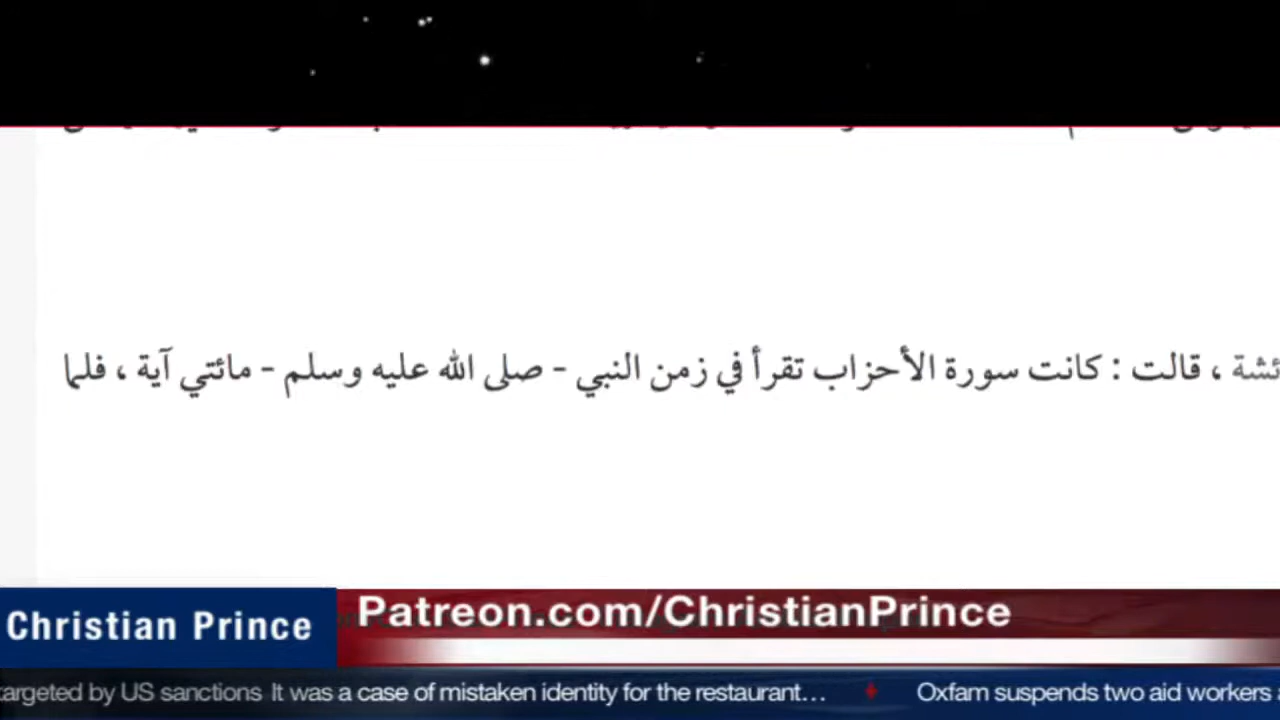 ئشة ، قالت : كانت سورة الأحزاب تقرأ في زمن النبي - صلى الله عليه وسلم - مائتي آية ، فلما
Christian Prince
Patreon.com/ChristianPrince
targeted by US sanctions It was a case of mistaken identity for the restaurant... Oxfam suspends two aid workers